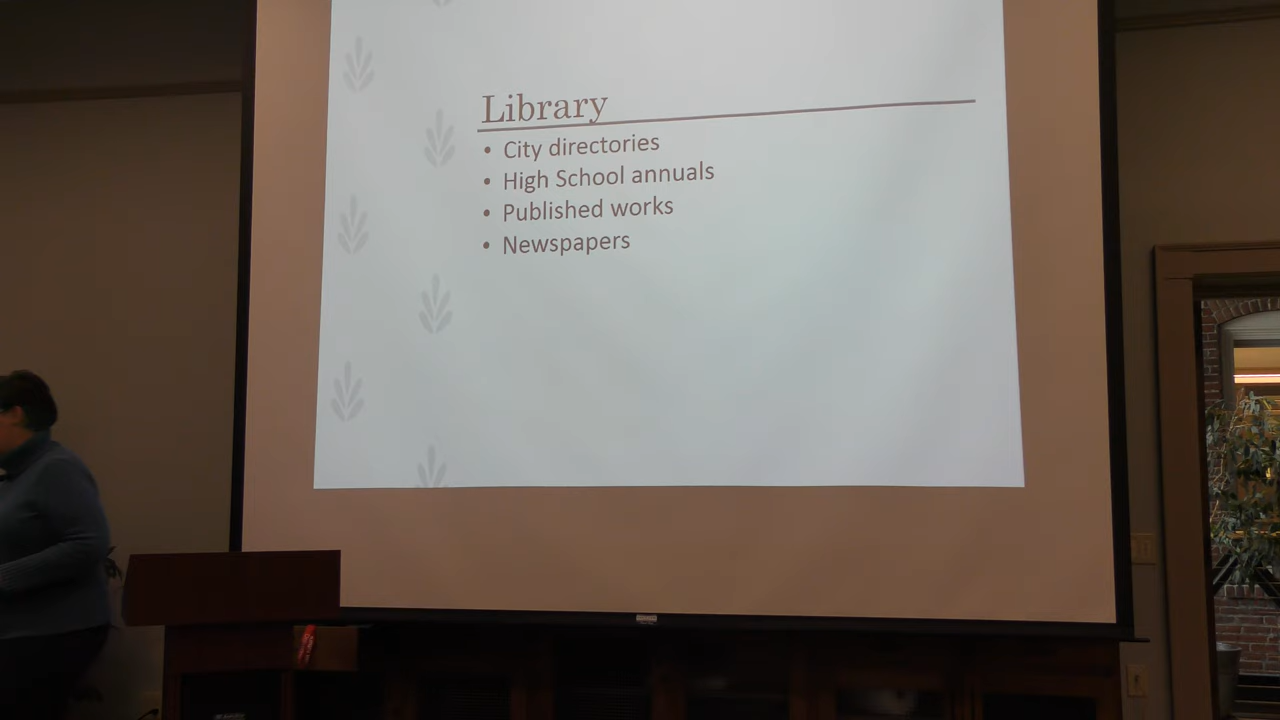 Library
• City directories
• High School annuals
• Published works
• Newspapers